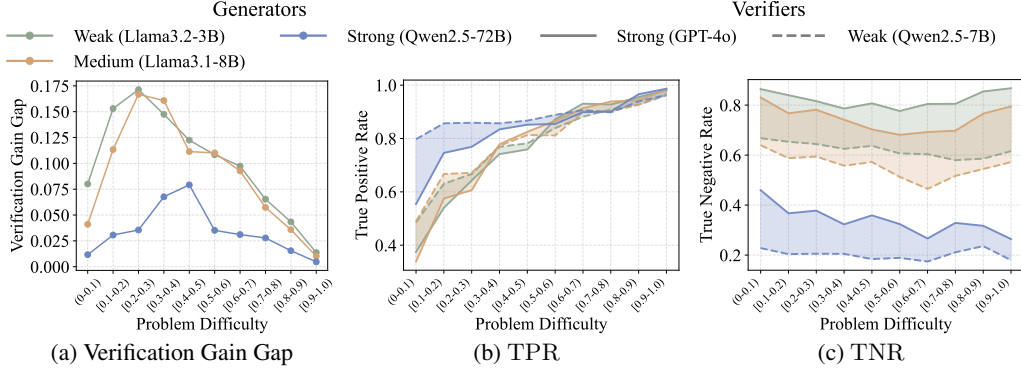 Generators
Verifiers
Weak (Llama3.2-3B)
Strong (Qwen2.5-72B)
Strong (GPT-4o)
Weak (Qwen2.5-7B)
Medium (Llama3.1-8B)
Verification Gain Gap
0.175
0.150
0.125
0.100
0.075
0.050
0.025
0.000
(0-0.1)
[0.1-0.2)
[0.2-0.3)
[0.3-0.4)
[0.4-0.5)
[0.5-0.6)
[0.6-0.7)
[0.7-0.8)
[0.8-0.9)
[0.9-1.0)
Problem Difficulty
(a) Verification Gain Gap
True Positive Rate
1.0
0.8
0.6
0.4
(0-0.1)
[0.1-0.2)
[0.2-0.3)
[0.3-0.4)
[0.4-0.5)
[0.5-0.6)
[0.6-0.7)
[0.7-0.8)
[0.8-0.9)
[0.9-1.0)
Problem Difficulty
(b) TPR
True Negative Rate
0.8
0.6
0.4
0.2
(0-0.1)
[0.1-0.2)
[0.2-0.3)
[0.3-0.4)
[0.4-0.5)
[0.5-0.6)
[0.6-0.7)
[0.7-0.8)
[0.8-0.9)
[0.9-1.0)
Problem Difficulty
(c) TNR